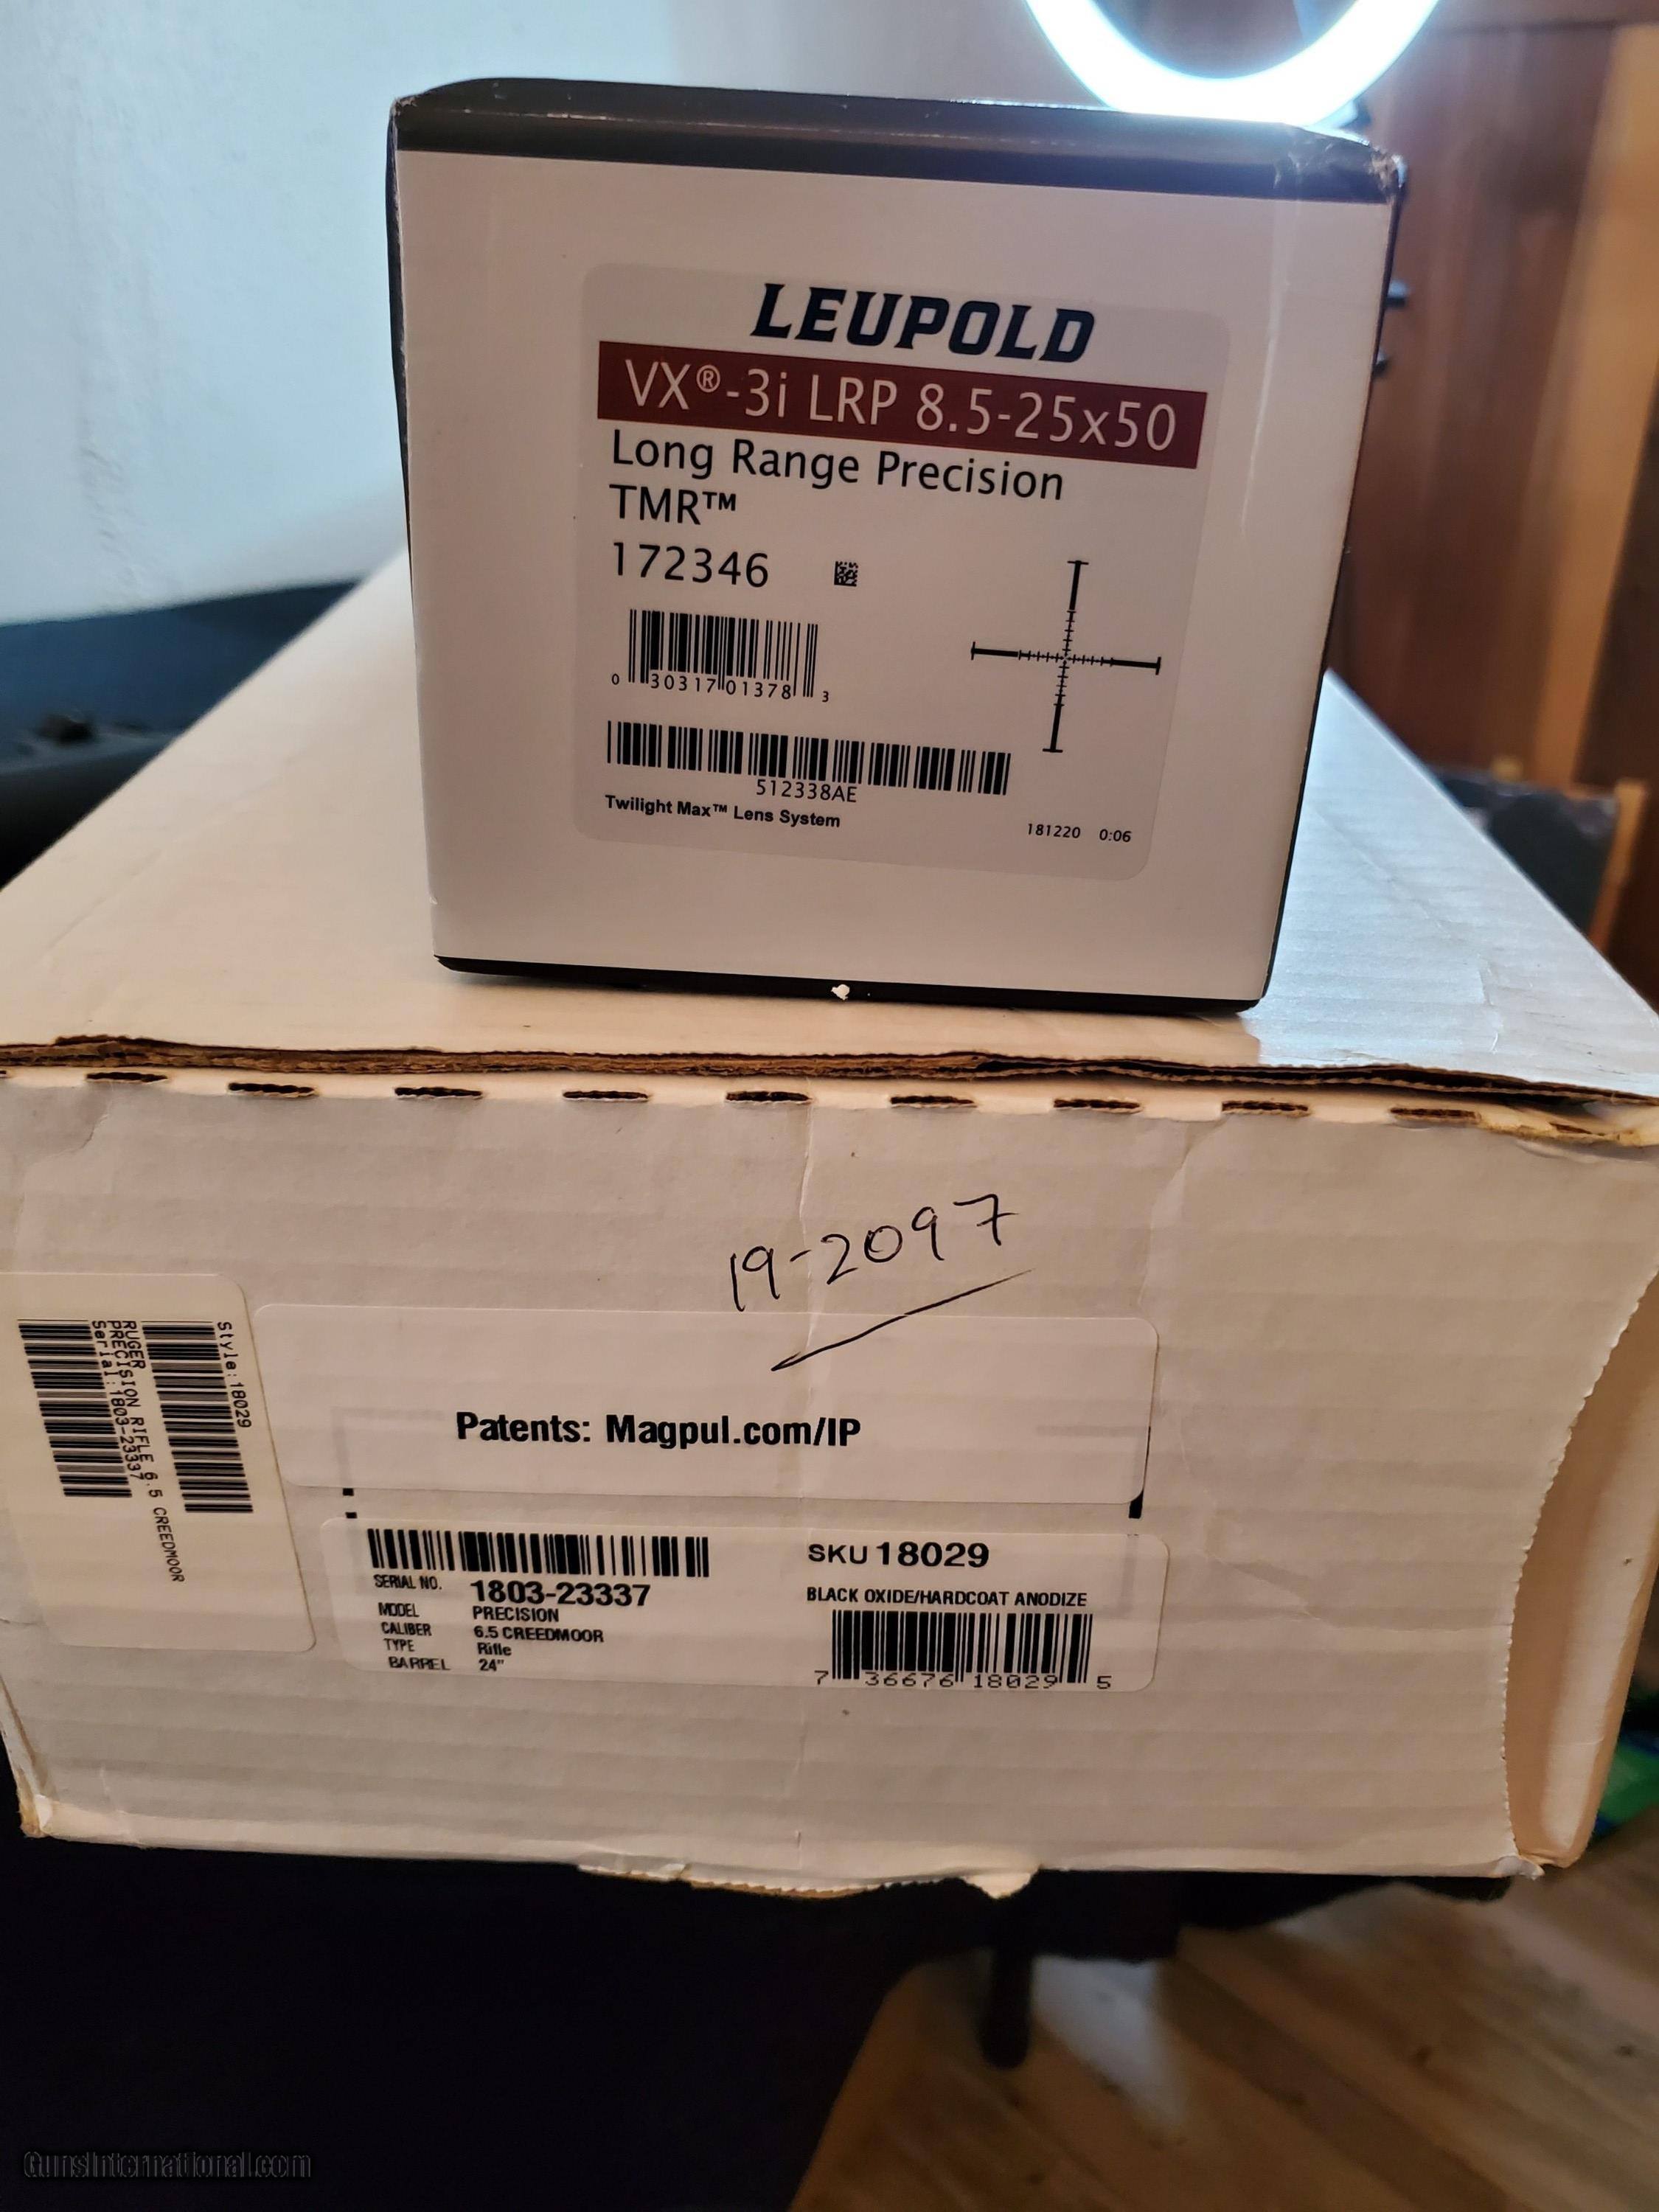 LEUPOLD
VX®-3i LRP 8.5-25x50
Long Range Precision
TMR™
172346
0 30317 01378 3
512338AE
Twilight Max™ Lens System
181220 0:06
19-2097
Style:18029
RUGER PRECISION RIFLE 6.5 CREEDMOOR
Serial:1803-23337
Patents: Magpul.com/IP
SERIAL NO. 1803-23337
MODEL PRECISION
CALIBER 6.5 CREEDMOOR
TYPE Rifle
BARREL 24"
SKU 18029
BLACK OXIDE/HARDCOAT ANODIZE
7 36676 18029 5
GunsInternational.com